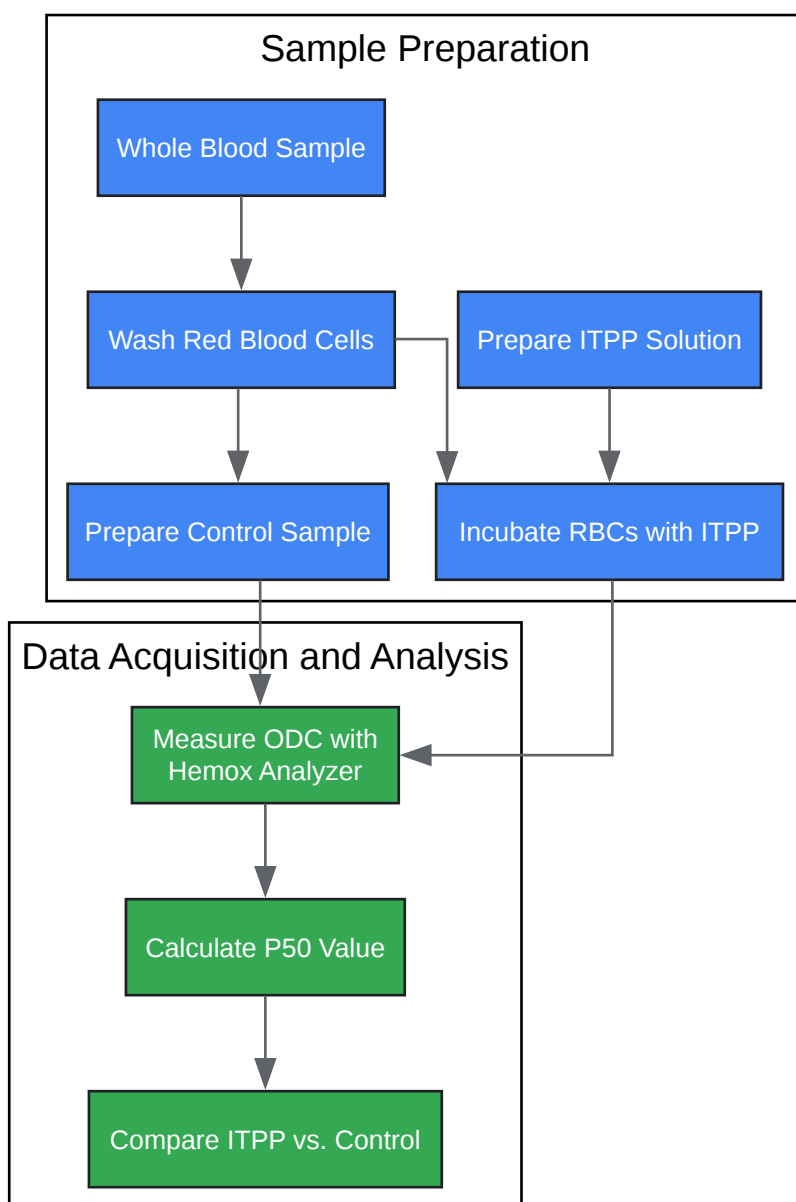 Sample Preparation
Whole Blood Sample
Wash Red Blood Cells
Prepare ITPP Solution
Prepare Control Sample
Incubate RBCs with ITPP
Data Acquisition and Analysis
Measure ODC with
Hemox Analyzer
Calculate P50 Value
Compare ITPP vs. Control